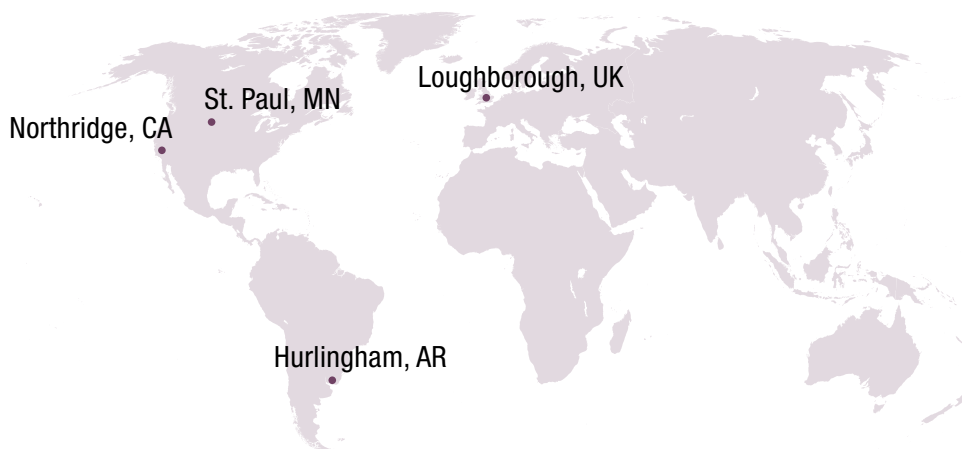 Loughborough, UK
St. Paul, MN
Northridge, CA
Hurlingham, AR